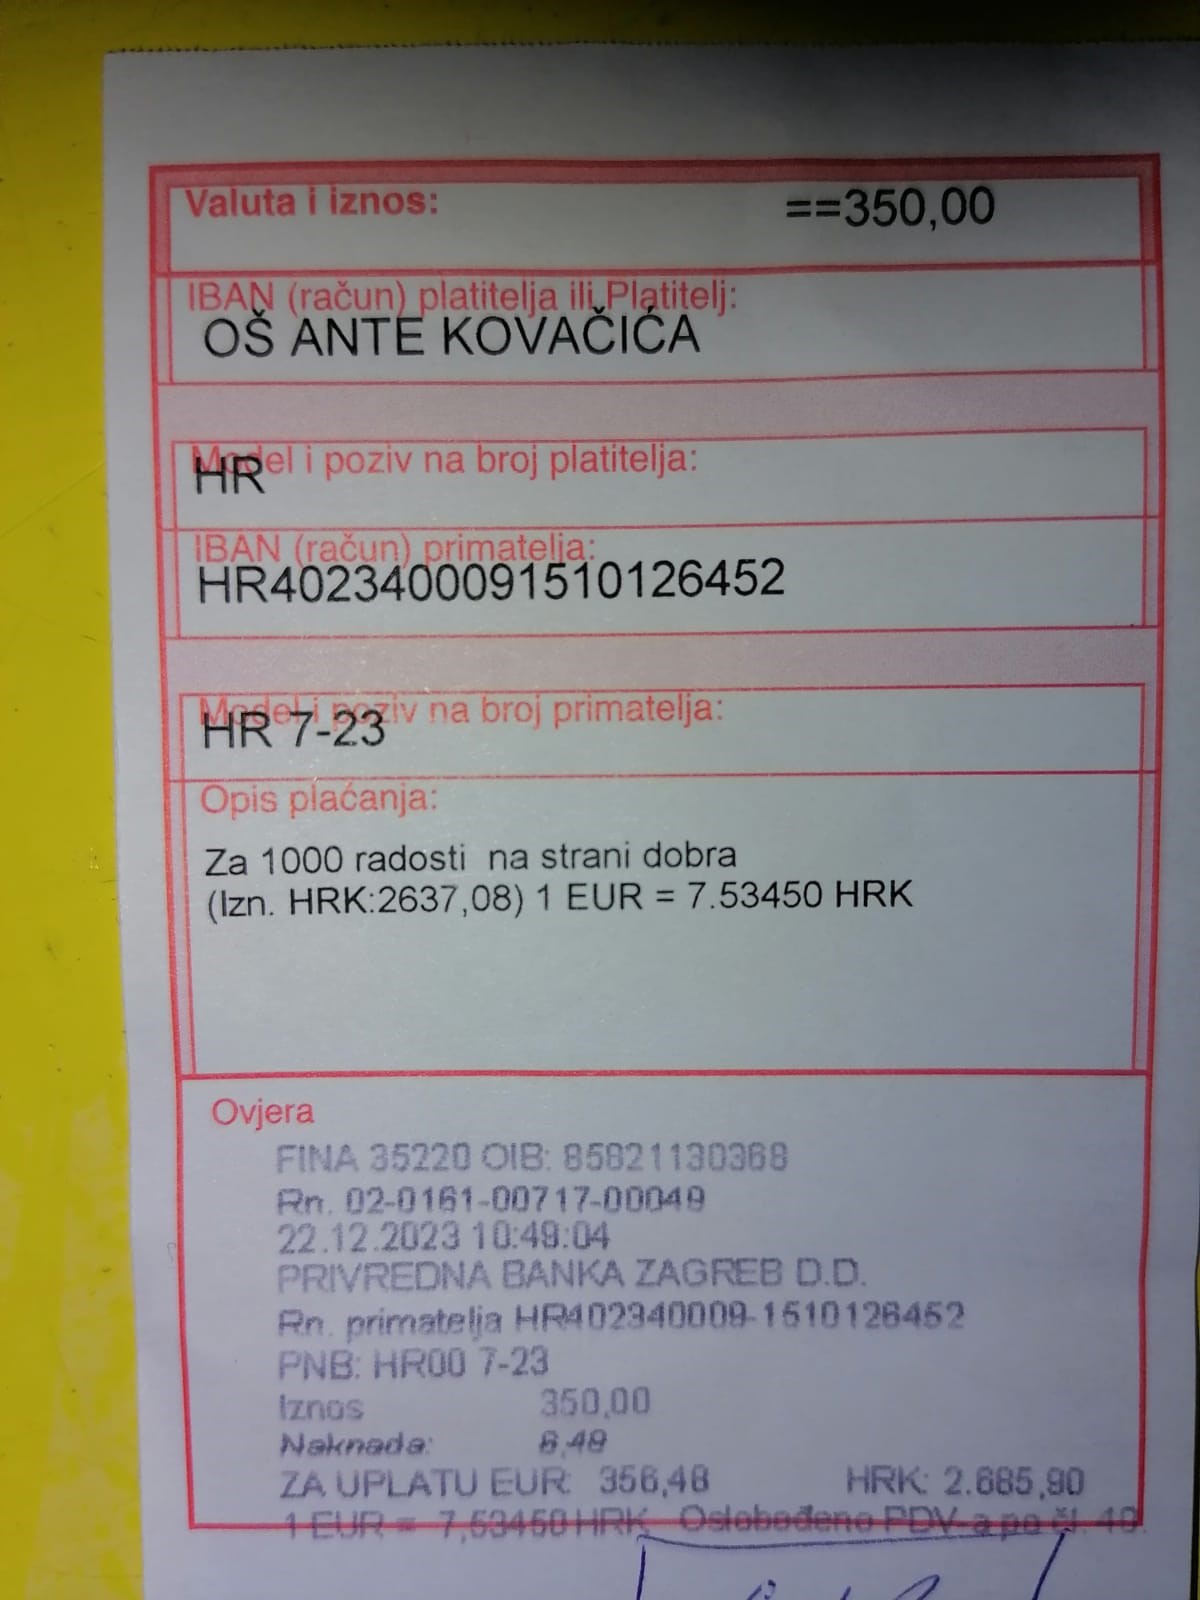 Valuta i iznos: ==350,00
IBAN (račun) platitelja ili Platitelj:
OŠ ANTE KOVAČIĆA
Model i poziv na broj platitelja:
HR
IBAN (račun) primatelja:
HR4023400091510126452
Model i poziv na broj primatelja:
HR 7-23
Opis plaćanja:
Za 1000 radosti na strani dobra
(Izn. HRK:2637,08) 1 EUR = 7.53450 HRK
Ovjera
FINA 35220 OIB: 85821130368
Rn. 02-0161-00717-00049
22.12.2023 10:49:04
PRIVREDNA BANKA ZAGREB D.D.
Rn. primatelja HR402340009-1510126452
PNB: HR00 7-23
Iznos 350,00
Naknada: 6,48
ZA UPLATU EUR: 356,48 HRK: 2.685,90
1 EUR = 7,53450 HRK Oslobođeno PDV-a po čl. 40.